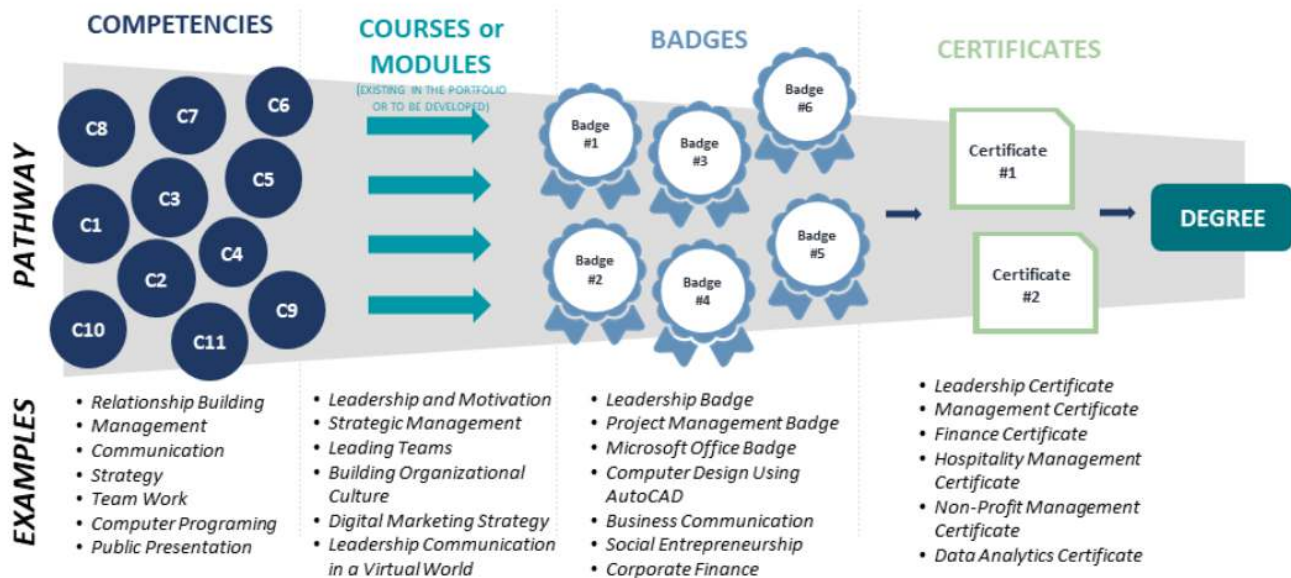 COMPETENCIES
COURSES or
MODULES
(EXISTING IN THE PORTFOLIO
OR TO BE DEVELOPED)
BADGES
CERTIFICATES
PATHWAY
C8
C7
C6
C1
C3
C5
C2
C4
C10
C11
C9
Badge
#1
Badge
#2
Badge
#3
Badge
#4
Badge
#6
Badge
#5
Certificate
#1
Certificate
#2
DEGREE
EXAMPLES
• Relationship Building
• Management
• Communication
• Strategy
• Team Work
• Computer Programing
• Public Presentation
• Leadership and Motivation
• Strategic Management
• Leading Teams
• Building Organizational
Culture
• Digital Marketing Strategy
• Leadership Communication
in a Virtual World
• Leadership Badge
• Project Management Badge
• Microsoft Office Badge
• Computer Design Using
AutoCAD
• Business Communication
• Social Entrepreneurship
• Corporate Finance
• Leadership Certificate
• Management Certificate
• Finance Certificate
• Hospitality Management
Certificate
• Non-Profit Management
Certificate
• Data Analytics Certificate